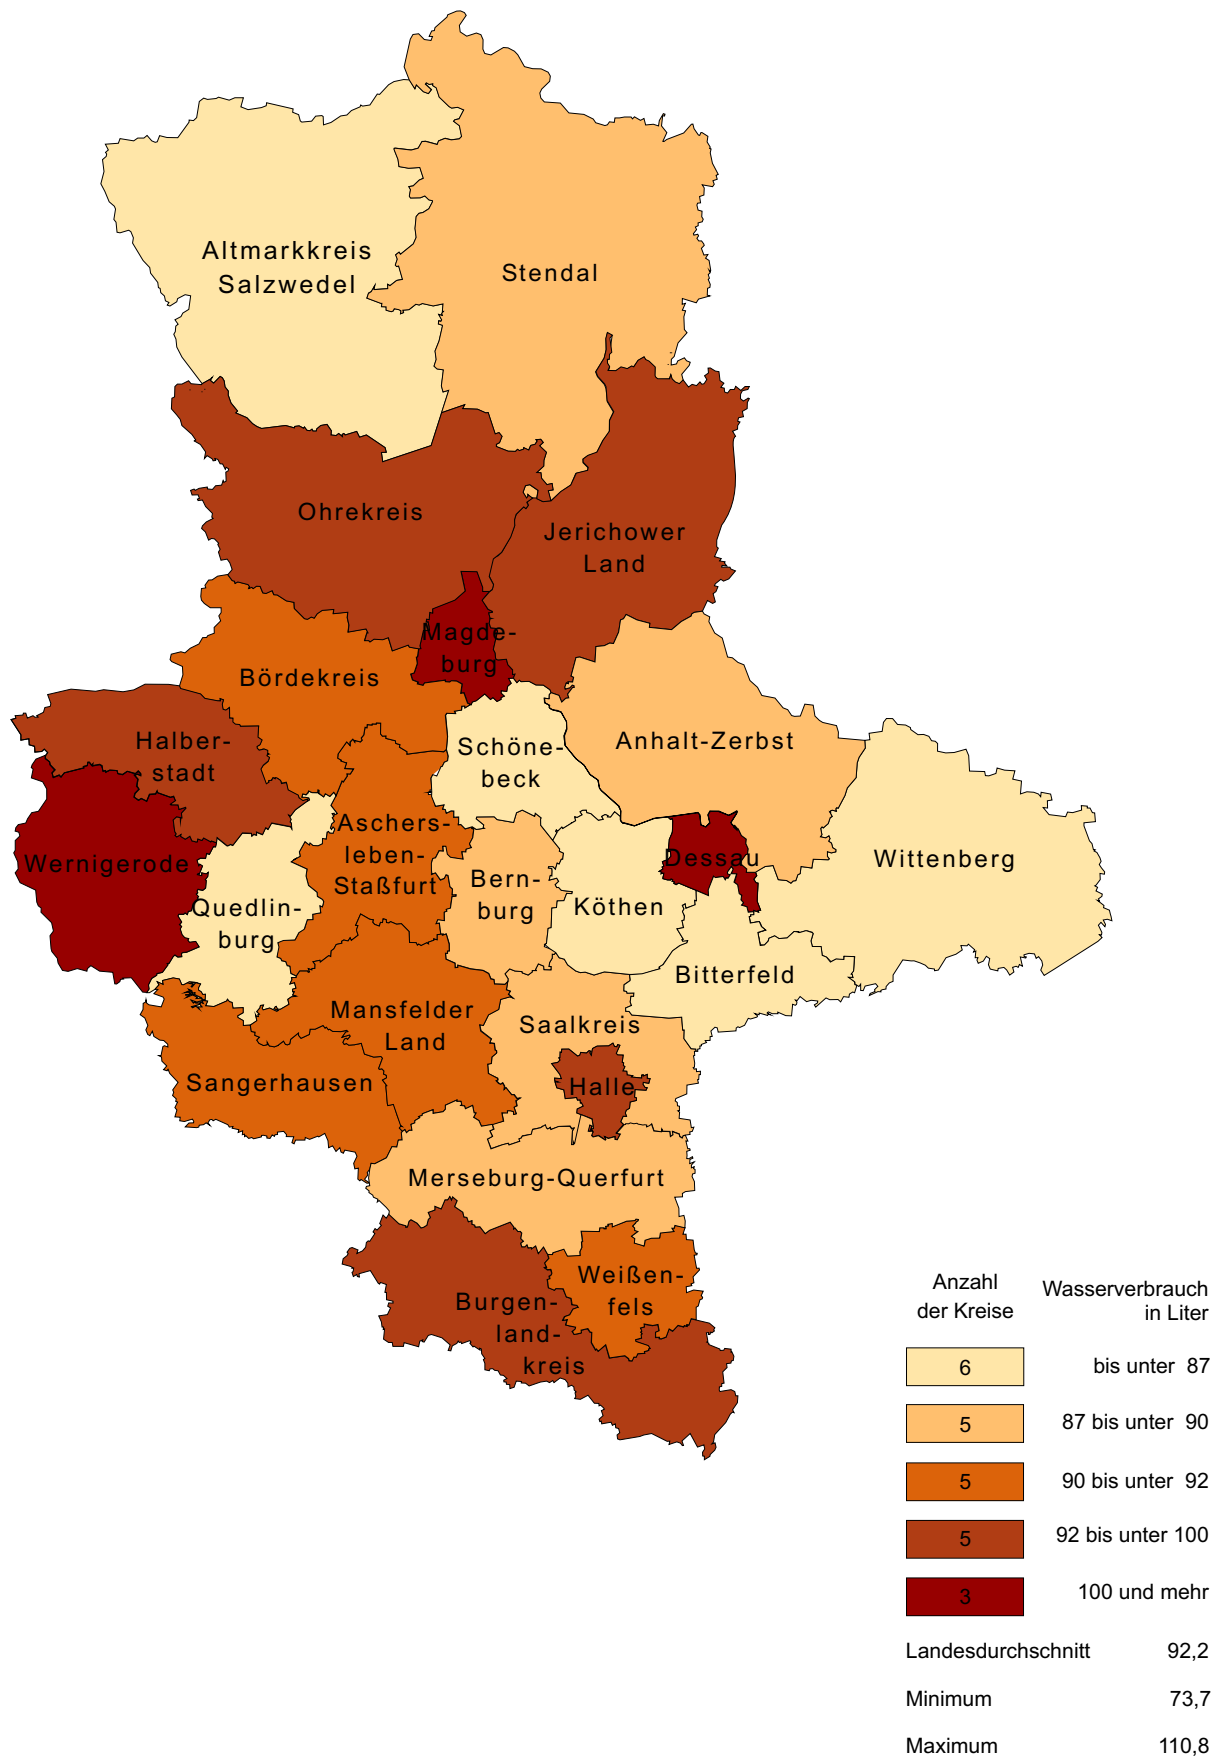 Altmarkkreis
Salzwedel
Stendal
Ohrekreis
Jerichower
Land
Magde-
burg
Bördekreis
Halber-
stadt
Schöne-
beck
Anhalt-Zerbst
Wernigerode
Aschers-
leben-
Staßfurt
Dessau
Wittenberg
Quedlin-
burg
Bern-
burg
Köthen
Bitterfeld
Mansfelder
Land
Saalkreis
Sangerhausen
Halle
Merseburg-Querfurt
Weißen-
fels
Burgen-
land-
kreis
Anzahl
der Kreise
Wasserverbrauch
in Liter
6 bis unter 87
5 87 bis unter 90
5 90 bis unter 92
5 92 bis unter 100
3 100 und mehr
Landesdurchschnitt 92,2
Minimum 73,7
Maximum 110,8